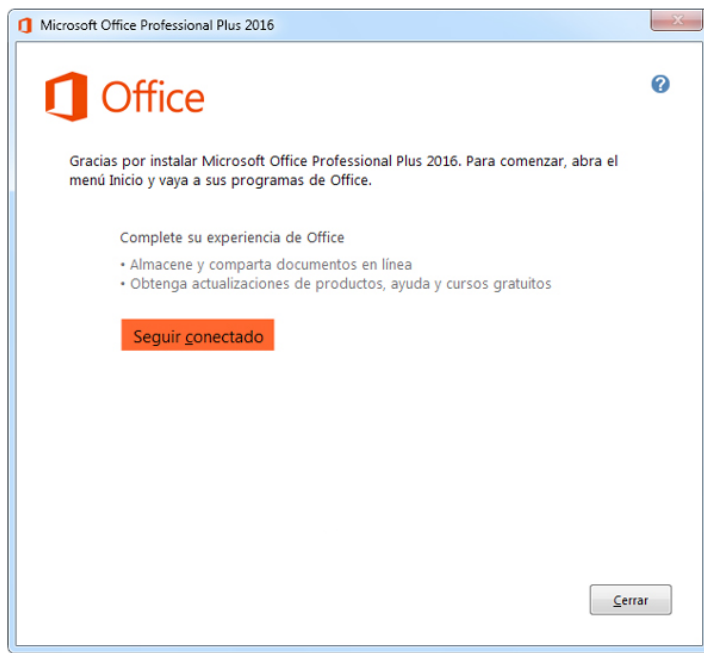 Microsoft Office Professional Plus 2016
Office
Gracias por instalar Microsoft Office Professional Plus 2016. Para comenzar, abra el
menú Inicio y vaya a sus programas de Office.
Complete su experiencia de Office
• Almacene y comparta documentos en línea
• Obtenga actualizaciones de productos, ayuda y cursos gratuitos
Seguir conectado
Cerrar